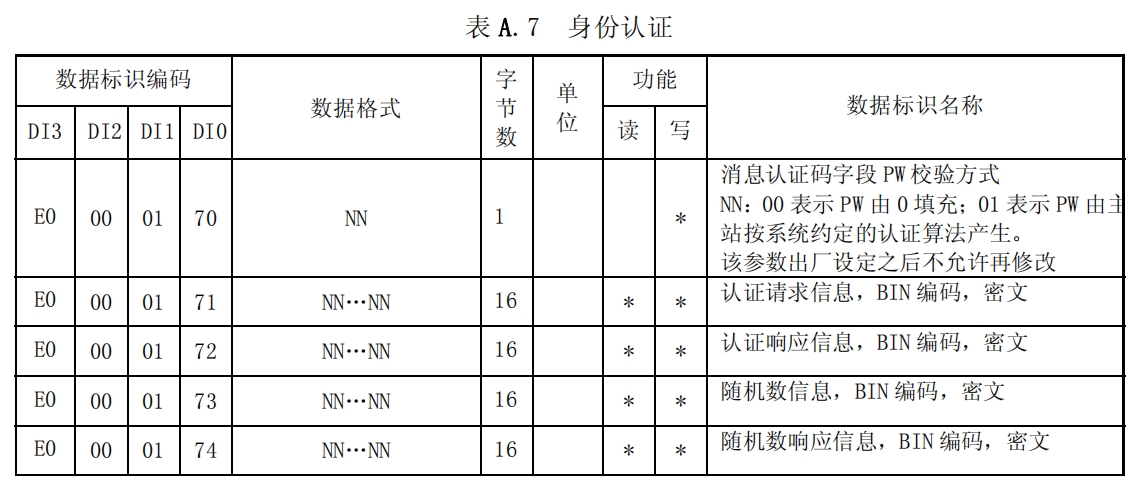 表 A.7 身份认证
数据标识编码 数据格式 字节数 单位 功能 数据标识名称
DI3 DI2 DI1 DI0 读 写
E0 00 01 70 NN 1 * 消息认证码字段 PW 校验方式
NN：00 表示 PW 由 0 填充；01 表示 PW 由主
站按系统约定的认证算法产生。
该参数出厂设定之后不允许再修改
E0 00 01 71 NN…NN 16 * * 认证请求信息，BIN 编码，密文
E0 00 01 72 NN…NN 16 * * 认证响应信息，BIN 编码，密文
E0 00 01 73 NN…NN 16 * * 随机数信息，BIN 编码，密文
E0 00 01 74 NN…NN 16 * * 随机数响应信息，BIN 编码，密文